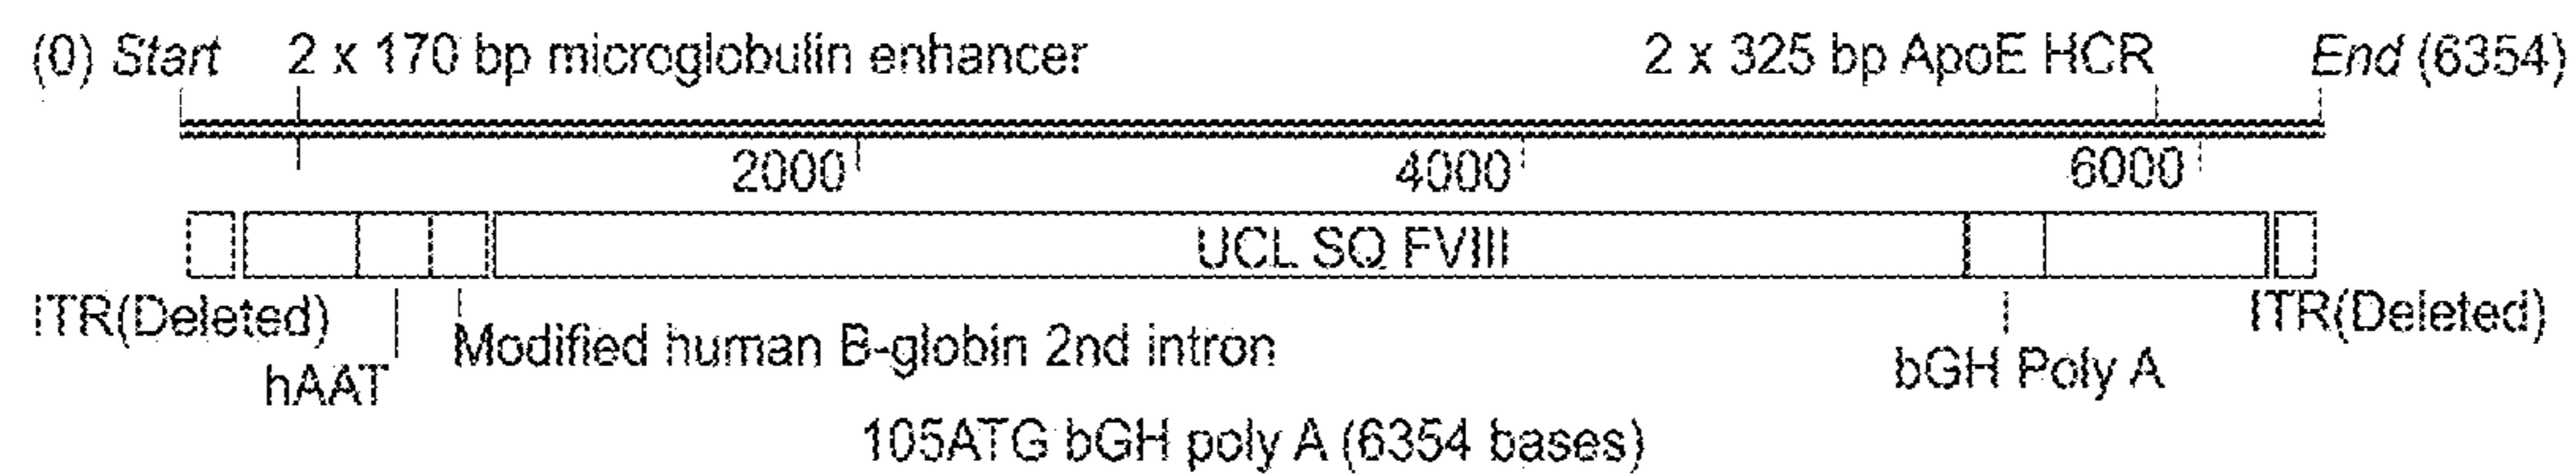 (0) Start 2 x 170 bp microglobulin enhancer 2 x 325 bp ApoE HCR End (6354)
2000 4000 6000
UCL SQ FVIII
ITR(Deleted) ITR(Deleted)
Modified human B-globin 2nd intron
hAAT bGH Poly A
105ATG bGH poly A (6354 bases)